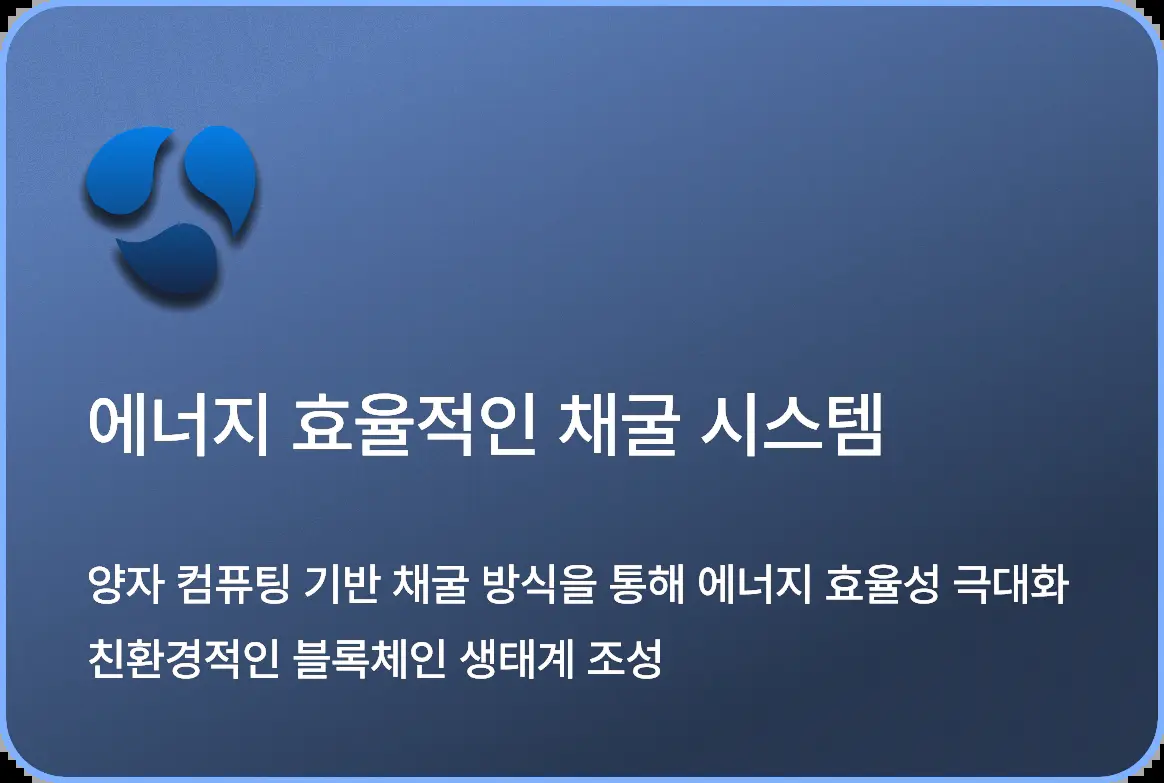 에너지 효율적인 채굴 시스템
양자 컴퓨팅 기반 채굴 방식을 통해 에너지 효율성 극대화
친환경적인 블록체인 생태계 조성